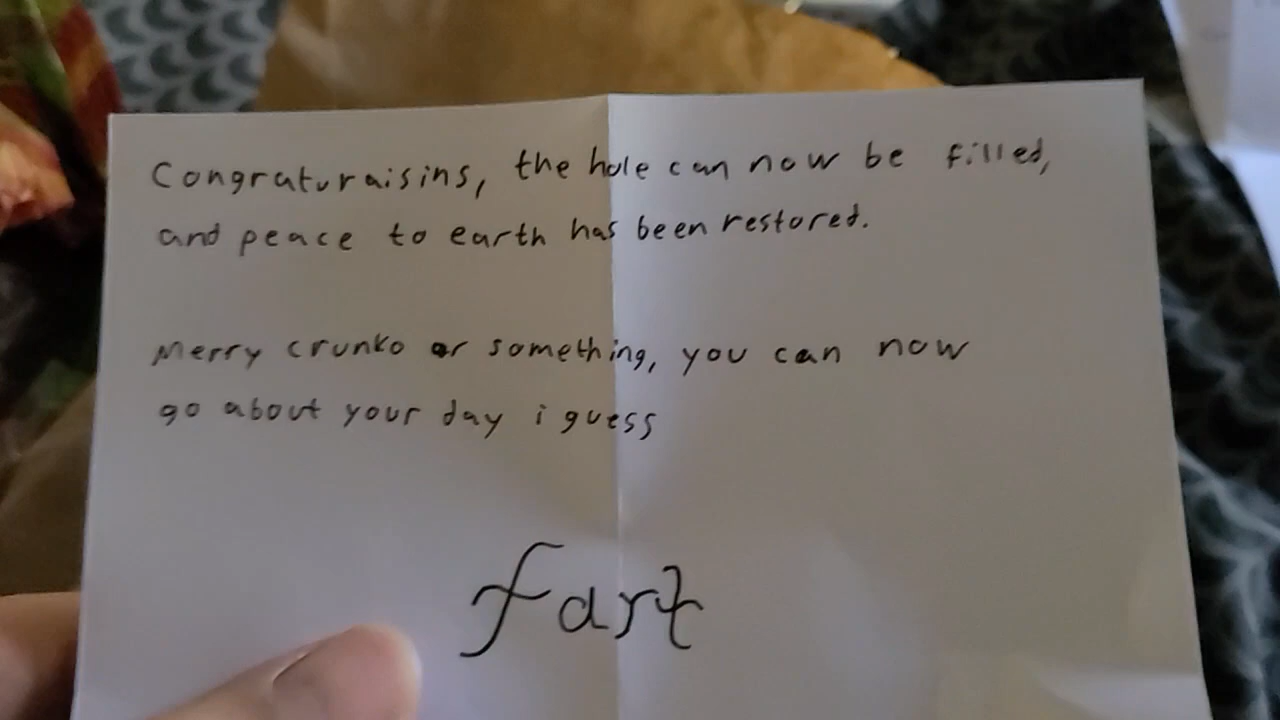 Congraturaisins, the hole can now be filled,
and peace to earth has been restored.
Merry crunko or something, you can now
go about your day i guess
fart